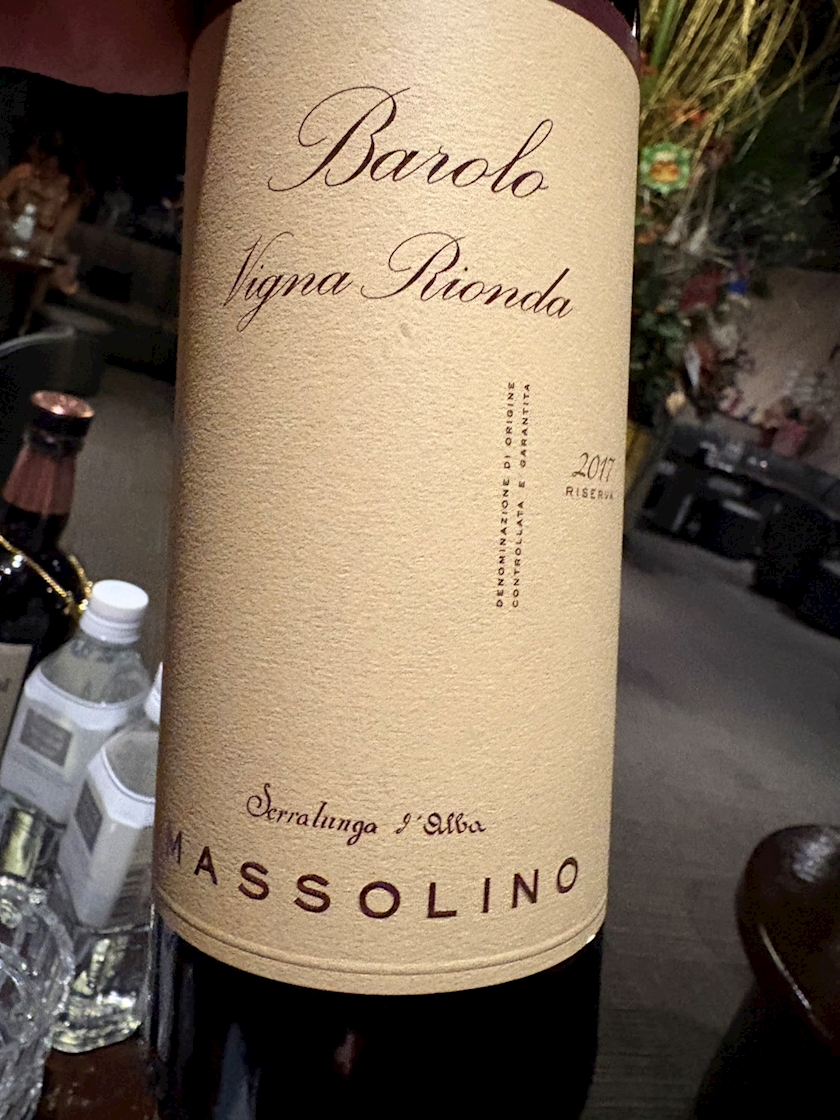 Barolo
Vigna Rionda
DENOMINAZIONE DI ORIGINE
CONTROLLATA E GARANTITA
2017
RISERVA
Serralunga d'Alba
MASSOLINO